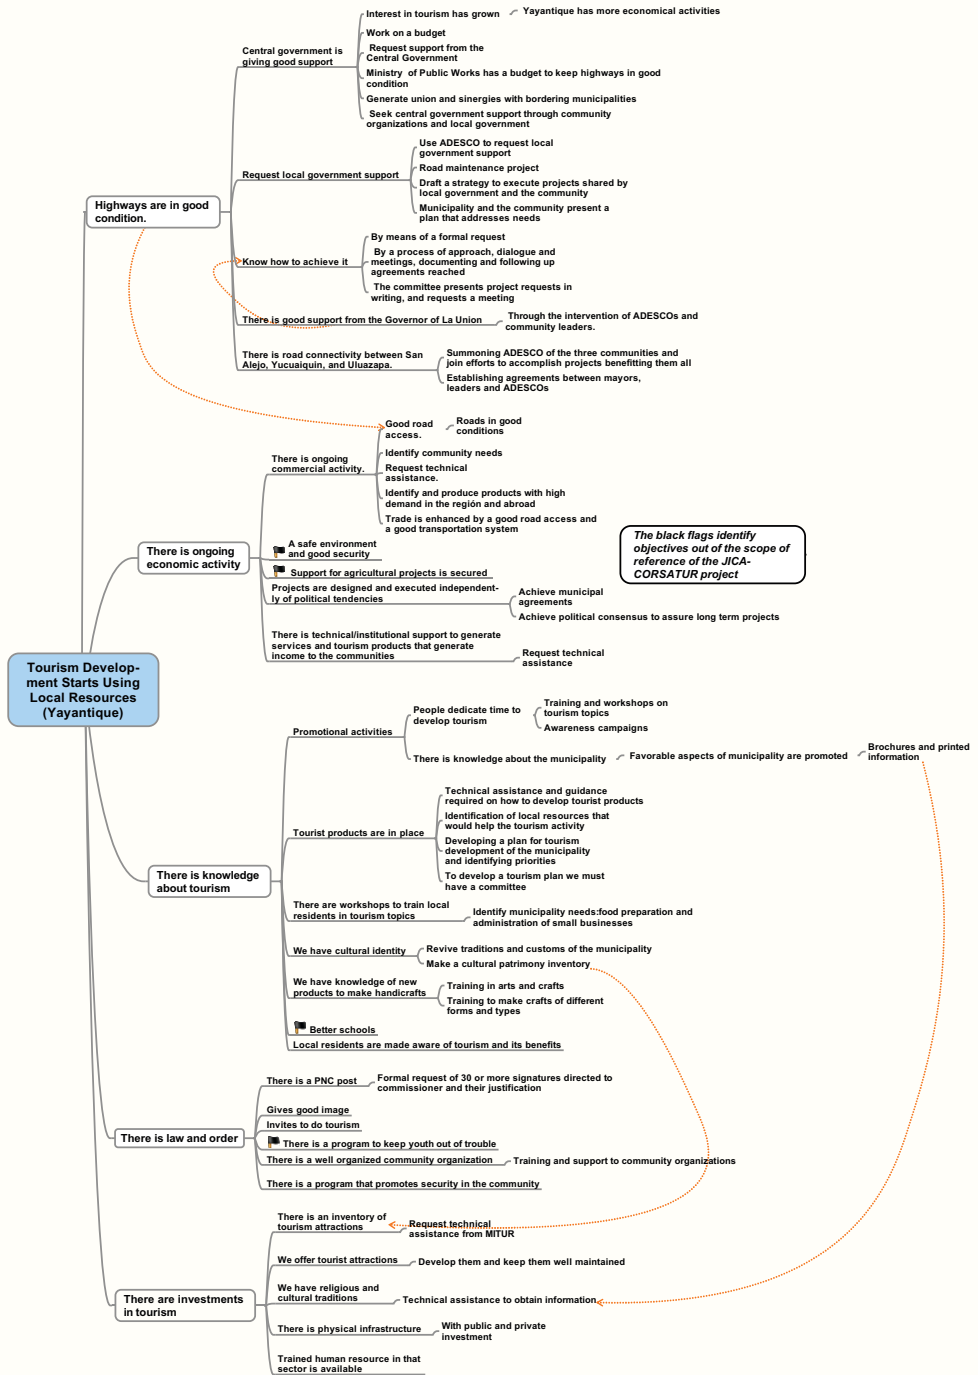 Interest in tourism has grown
Yayantique has more economical activities
Work on a budget
Central government is
giving good support
Request support from the
Central Government
Ministry of Public Works has a budget to keep highways in good
condition
Generate union and sinergies with bordering municipalities
Seek central government support through community
organizations and local government
Use ADESCO to request local
government support
Road maintenance project
Request local government support
Draft a strategy to execute projects shared by
local government and the community
Municipality and the community present a
plan that addresses needs
Highways are in good
condition.
By means of a formal request
By a process of approach, dialogue and
meetings, documenting and following up
agreements reached
Know how to achieve it
The committee presents project requests in
writing, and requests a meeting
There is good support from the Governor of La Union
Through the intervention of ADESCOs and
community leaders.
There is road connectivity between San
Alejo, Yucuaiquin, and Uluazapa.
Summoning ADESCO of the three communities and
join efforts to accomplish projects benefitting them all
Establishing agreements between mayors,
leaders and ADESCOs
Good road
access.
Roads in good
conditions
There is ongoing
commercial activity.
Identify community needs
Request technical
assistance.
Identify and produce products with high
demand in the región and abroad
Trade is enhanced by a good road access and
a good transportation system
There is ongoing
economic activity
A safe environment
and good security
Support for agricultural projects is secured
The black flags identify
objectives out of the scope of
reference of the JICA-
CORSATUR project
Projects are designed and executed independent-
ly of political tendencies
Achieve municipal
agreements
Achieve political consensus to assure long term projects
There is technical/institutional support to generate
services and tourism products that generate
income to the communities
Request technical
assistance
Tourism Develop-
ment Starts Using
Local Resources
(Yayantique)
Promotional activities
People dedicate time to
develop tourism
Training and workshops on
tourism topics
Awareness campaigns
There is knowledge about the municipality
Favorable aspects of municipality are promoted
Brochures and printed
information
Tourist products are in place
Technical assistance and guidance
required on how to develop tourist products
Identification of local resources that
would help the tourism activity
Developing a plan for tourism
development of the municipality
and identifying priorities
To develop a tourism plan we must
have a committee
There is knowledge
about tourism
There are workshops to train local
residents in tourism topics
Identify municipality needs:food preparation and
administration of small businesses
We have cultural identity
Revive traditions and customs of the municipality
Make a cultural patrimony inventory
We have knowledge of new
products to make handicrafts
Training in arts and crafts
Training to make crafts of different
forms and types
Better schools
Local residents are made aware of tourism and its benefits
There is a PNC post
Formal request of 30 or more signatures directed to
commissioner and their justification
Gives good image
Invites to do tourism
There is law and order
There is a program to keep youth out of trouble
There is a well organized community organization
Training and support to community organizations
There is a program that promotes security in the community
There is an inventory of
tourism attractions
Request technical
assistance from MITUR
We offer tourist attractions
Develop them and keep them well maintained
There are investments
in tourism
We have religious and
cultural traditions
Technical assistance to obtain information
There is physical infrastructure
With public and private
investment
Trained human resource in that
sector is available